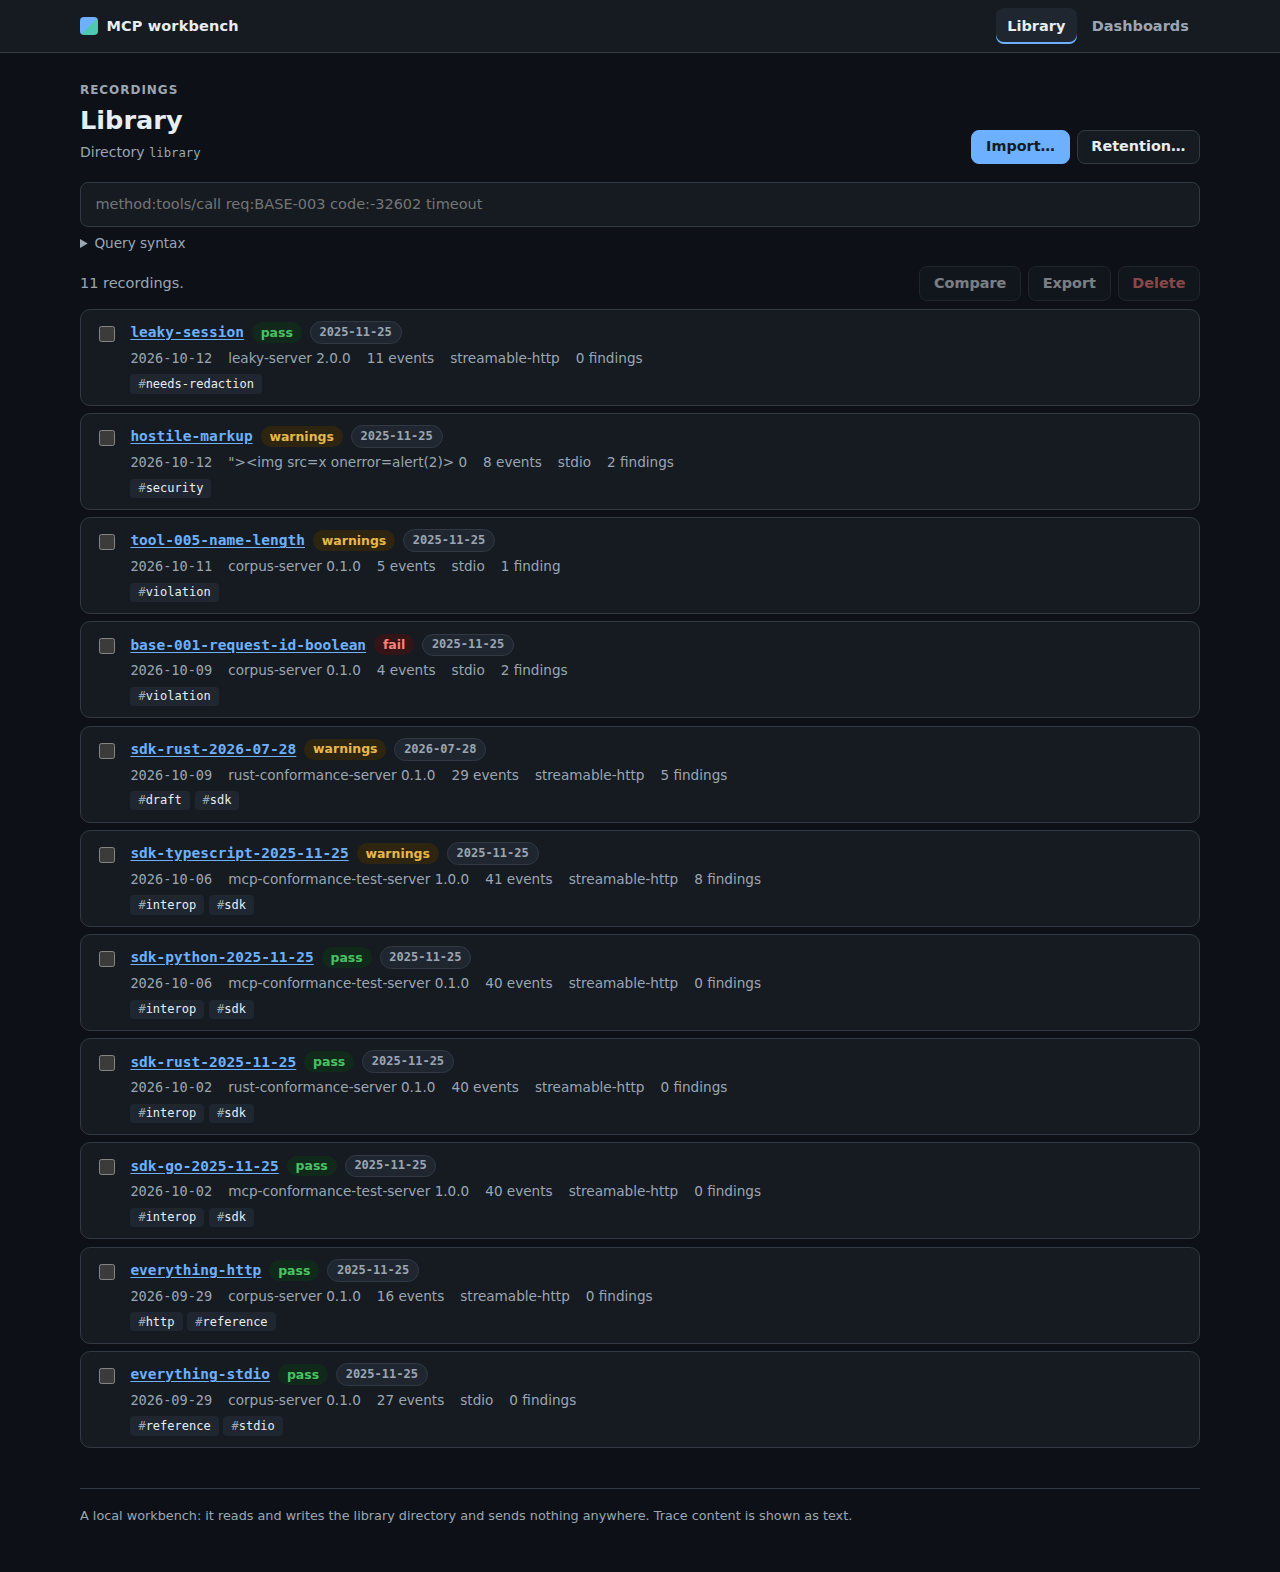 MCP workbench
Library Dashboards
RECORDINGS
Library
Directory library
Import… Retention…
method:tools/call req:BASE-003 code:-32602 timeout
Query syntax
11 recordings.
Compare Export Delete
leaky-session pass 2025-11-25
2026-10-12 leaky-server 2.0.0 11 events streamable-http 0 findings
#needs-redaction
hostile-markup warnings 2025-11-25
2026-10-12 "><img src=x onerror=alert(2)> 0 8 events stdio 2 findings
#security
tool-005-name-length warnings 2025-11-25
2026-10-11 corpus-server 0.1.0 5 events stdio 1 finding
#violation
base-001-request-id-boolean fail 2025-11-25
2026-10-09 corpus-server 0.1.0 4 events stdio 2 findings
#violation
sdk-rust-2026-07-28 warnings 2026-07-28
2026-10-09 rust-conformance-server 0.1.0 29 events streamable-http 5 findings
#draft #sdk
sdk-typescript-2025-11-25 warnings 2025-11-25
2026-10-06 mcp-conformance-test-server 1.0.0 41 events streamable-http 8 findings
#interop #sdk
sdk-python-2025-11-25 pass 2025-11-25
2026-10-06 mcp-conformance-test-server 0.1.0 40 events streamable-http 0 findings
#interop #sdk
sdk-rust-2025-11-25 pass 2025-11-25
2026-10-02 rust-conformance-server 0.1.0 40 events streamable-http 0 findings
#interop #sdk
sdk-go-2025-11-25 pass 2025-11-25
2026-10-02 mcp-conformance-test-server 1.0.0 40 events streamable-http 0 findings
#interop #sdk
everything-http pass 2025-11-25
2026-09-29 corpus-server 0.1.0 16 events streamable-http 0 findings
#http #reference
everything-stdio pass 2025-11-25
2026-09-29 corpus-server 0.1.0 27 events stdio 0 findings
#reference #stdio
A local workbench: it reads and writes the library directory and sends nothing anywhere. Trace content is shown as text.